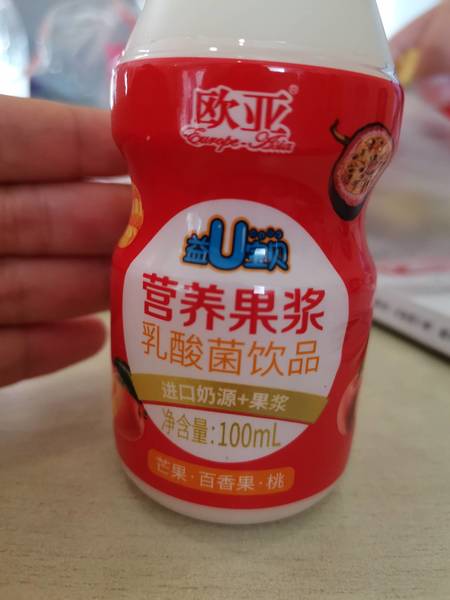 欧亚®
Europe-Asia
益U宝贝
营养果浆
乳酸菌饮品
进口奶源+果浆
净含量:100mL
芒果·百香果·桃